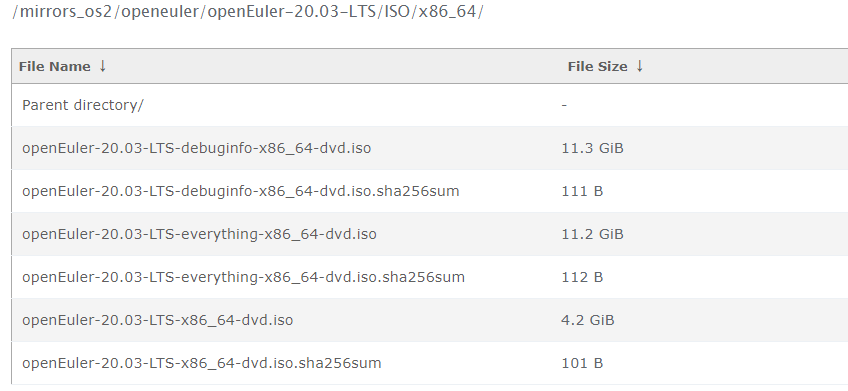 /mirrors_os2/openeuler/openEuler-20.03-LTS/ISO/x86_64/
File Name ↓ File Size ↓
Parent directory/ -
openEuler-20.03-LTS-debuginfo-x86_64-dvd.iso 11.3 GiB
openEuler-20.03-LTS-debuginfo-x86_64-dvd.iso.sha256sum 111 B
openEuler-20.03-LTS-everything-x86_64-dvd.iso 11.2 GiB
openEuler-20.03-LTS-everything-x86_64-dvd.iso.sha256sum 112 B
openEuler-20.03-LTS-x86_64-dvd.iso 4.2 GiB
openEuler-20.03-LTS-x86_64-dvd.iso.sha256sum 101 B